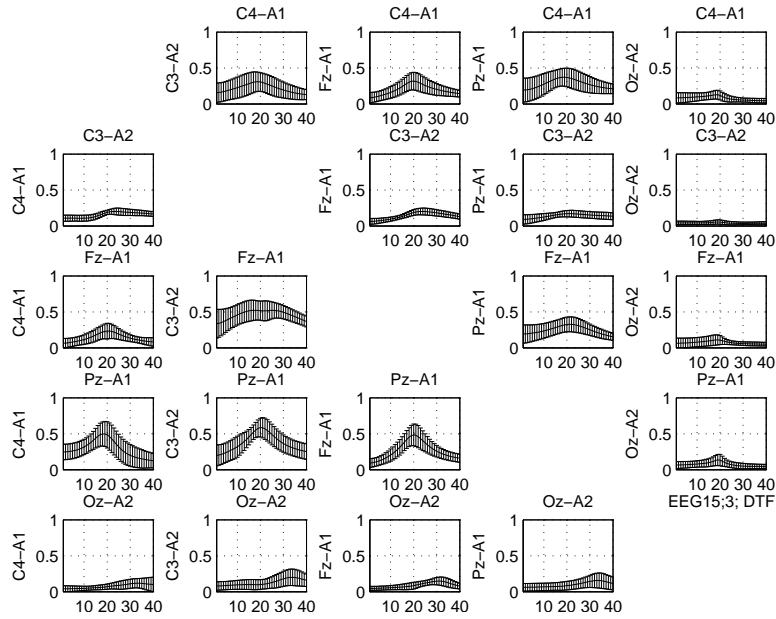 C4−A1 C4−A1 C4−A1 C4−A1
C3−A2 Fz−A1 Pz−A1 Oz−A2
1 0.5 0 1 0.5 0 1 0.5 0 1 0.5 0
10 20 30 40 10 20 30 40 10 20 30 40 10 20 30 40
C3−A2 C3−A2 C3−A2 C3−A2
C4−A1 Fz−A1 Pz−A1 Oz−A2
1 0.5 0 1 0.5 0 1 0.5 0 1 0.5 0
10 20 30 40 10 20 30 40 10 20 30 40 10 20 30 40
Fz−A1 Fz−A1 Fz−A1 Fz−A1
C4−A1 C3−A2 Pz−A1 Oz−A2
1 0.5 0 1 0.5 0 1 0.5 0 1 0.5 0
10 20 30 40 10 20 30 40 10 20 30 40 10 20 30 40
Pz−A1 Pz−A1 Pz−A1 Pz−A1
C4−A1 C3−A2 Fz−A1 Oz−A2
1 0.5 0 1 0.5 0 1 0.5 0 1 0.5 0
10 20 30 40 10 20 30 40 10 20 30 40 10 20 30 40
EEG15;3; DTF
Oz−A2 Oz−A2 Oz−A2 Oz−A2
C4−A1 C3−A2 Fz−A1 Pz−A1
1 0.5 0 1 0.5 0 1 0.5 0 1 0.5 0
10 20 30 40 10 20 30 40 10 20 30 40 10 20 30 40